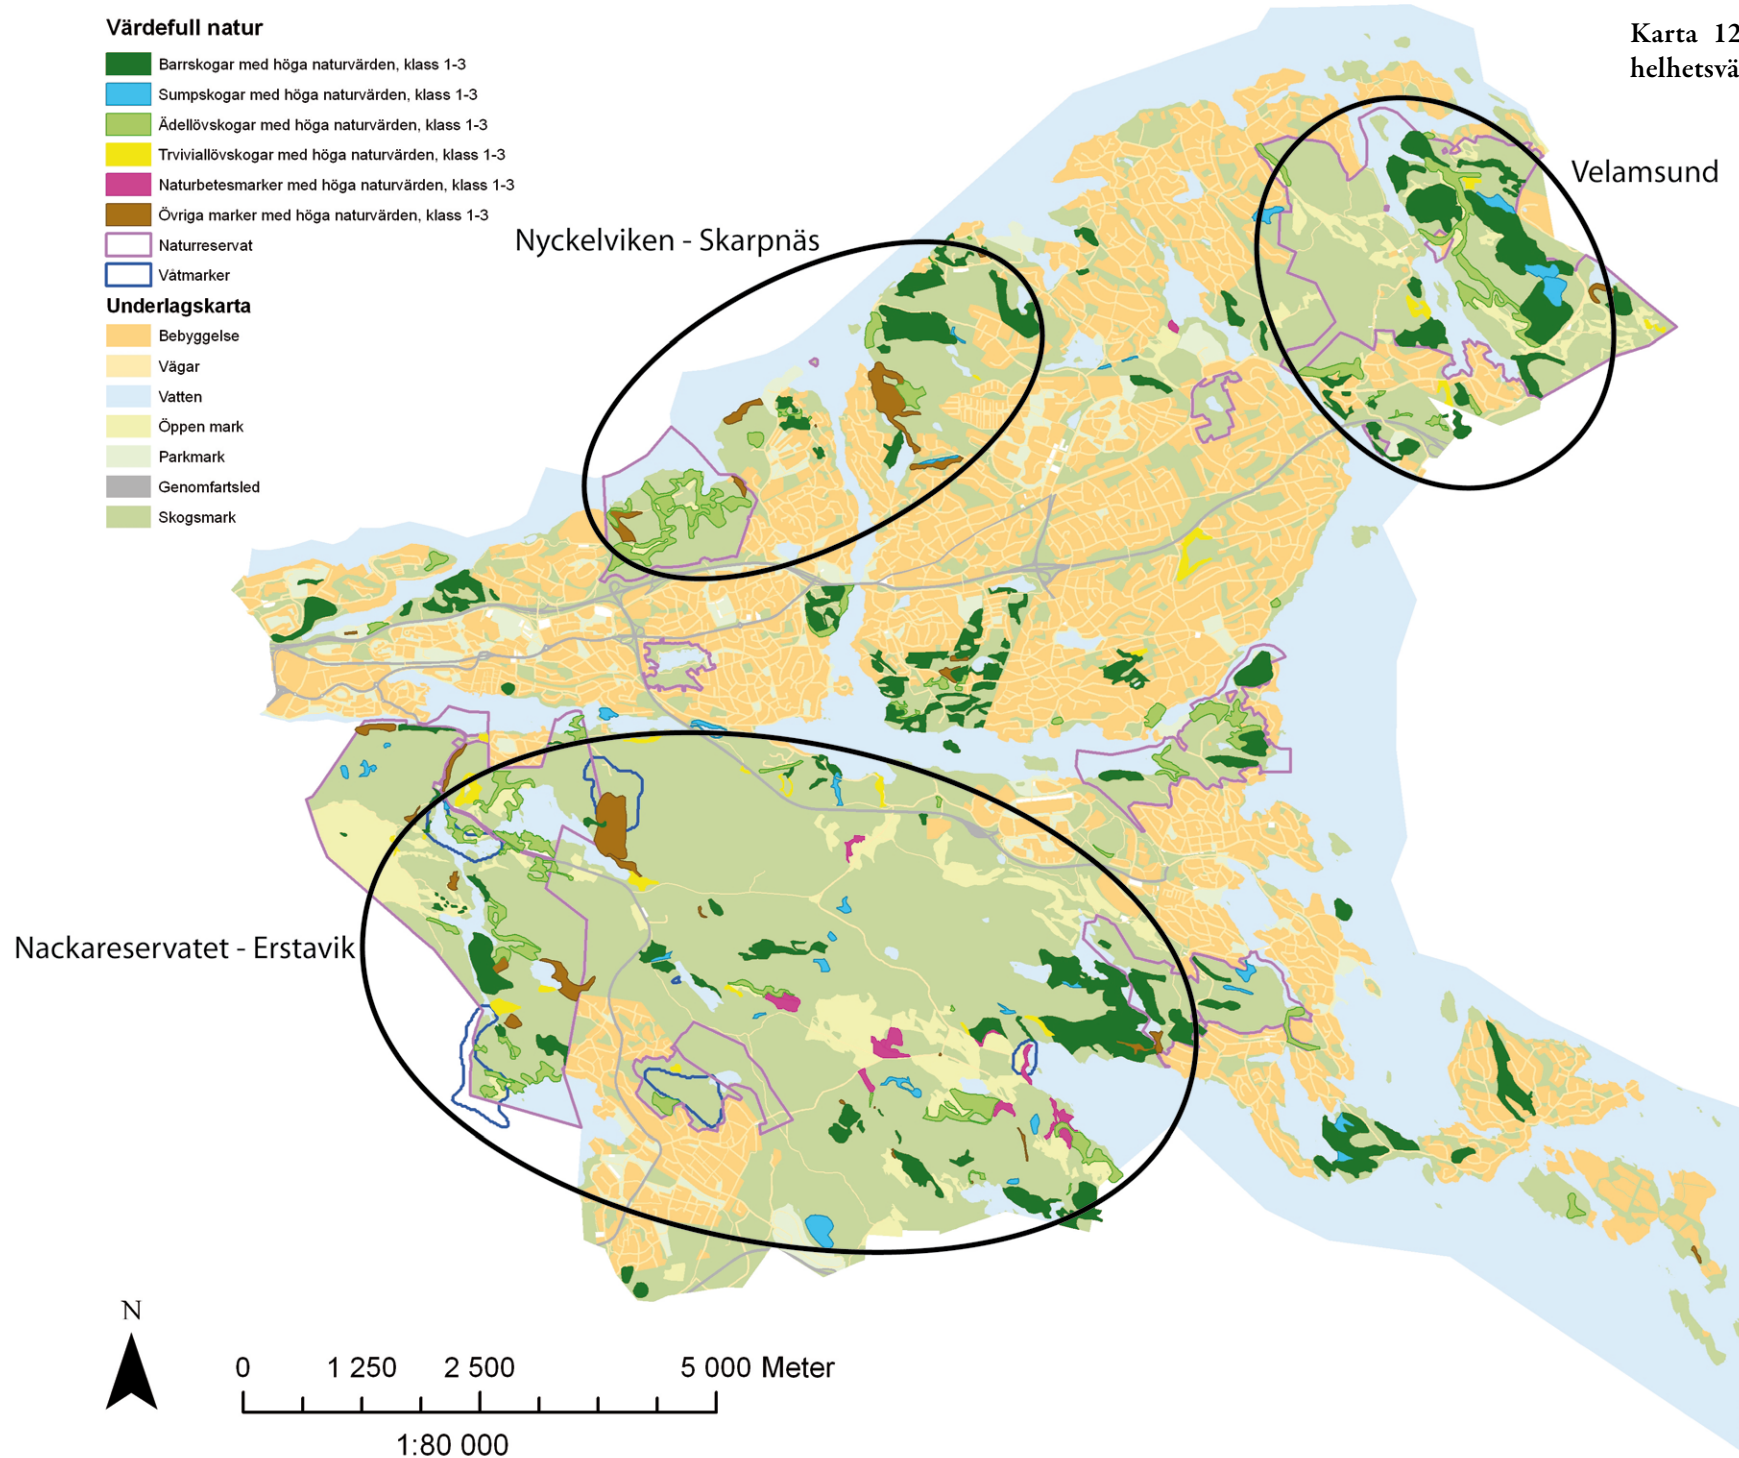 Värdefull natur
Barrskogar med höga naturvärden, klass 1-3
Sumpskogar med höga naturvärden, klass 1-3
Ädellövskogar med höga naturvärden, klass 1-3
Trviviallövskogar med höga naturvärden, klass 1-3
Naturbetesmarker med höga naturvärden, klass 1-3
Övriga marker med höga naturvärden, klass 1-3
Naturreservat
Våtmarker
Underlagskarta
Bebyggelse
Vägar
Vatten
Öppen mark
Parkmark
Genomfartsled
Skogsmark
Karta 12
helhetsvä
Velamsund
Nyckelviken - Skarpnäs
Nackareservatet - Erstavik
N
0 1 250 2 500 5 000 Meter
1:80 000